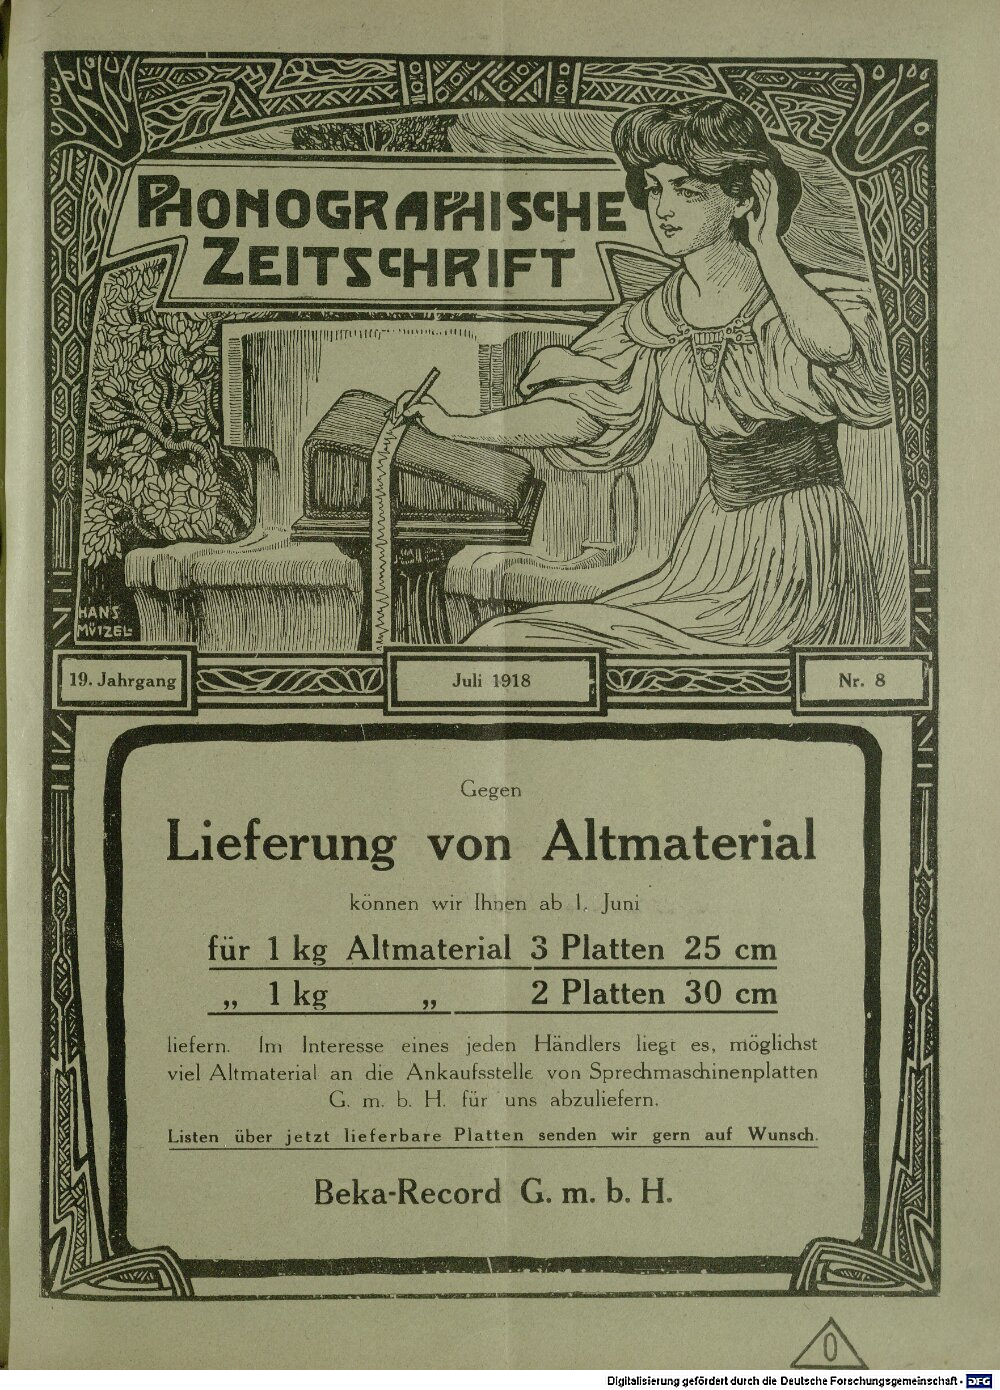 PHONOGRAPHISCHE
ZEITSCHRIFT
HANS
MÜTZEL
19. Jahrgang
Juli 1918
Nr. 8
Gegen
Lieferung von Altmaterial
können wir Ihnen ab 1. Juni
für 1 kg Altmaterial 3 Platten 25 cm
„ 1 kg „ 2 Platten 30 cm
liefern. Im Interesse eines jeden Händlers liegt es, möglichst
viel Altmaterial an die Ankaufsstelle von Sprechmaschinenplatten
G. m. b. H. für uns abzuliefern.
Listen über jetzt lieferbare Platten senden wir gern auf Wunsch.
Beka-Record G. m. b. H.
0
Digitalisierung gefördert durch die Deutsche Forschungsgemeinschaft - DFG